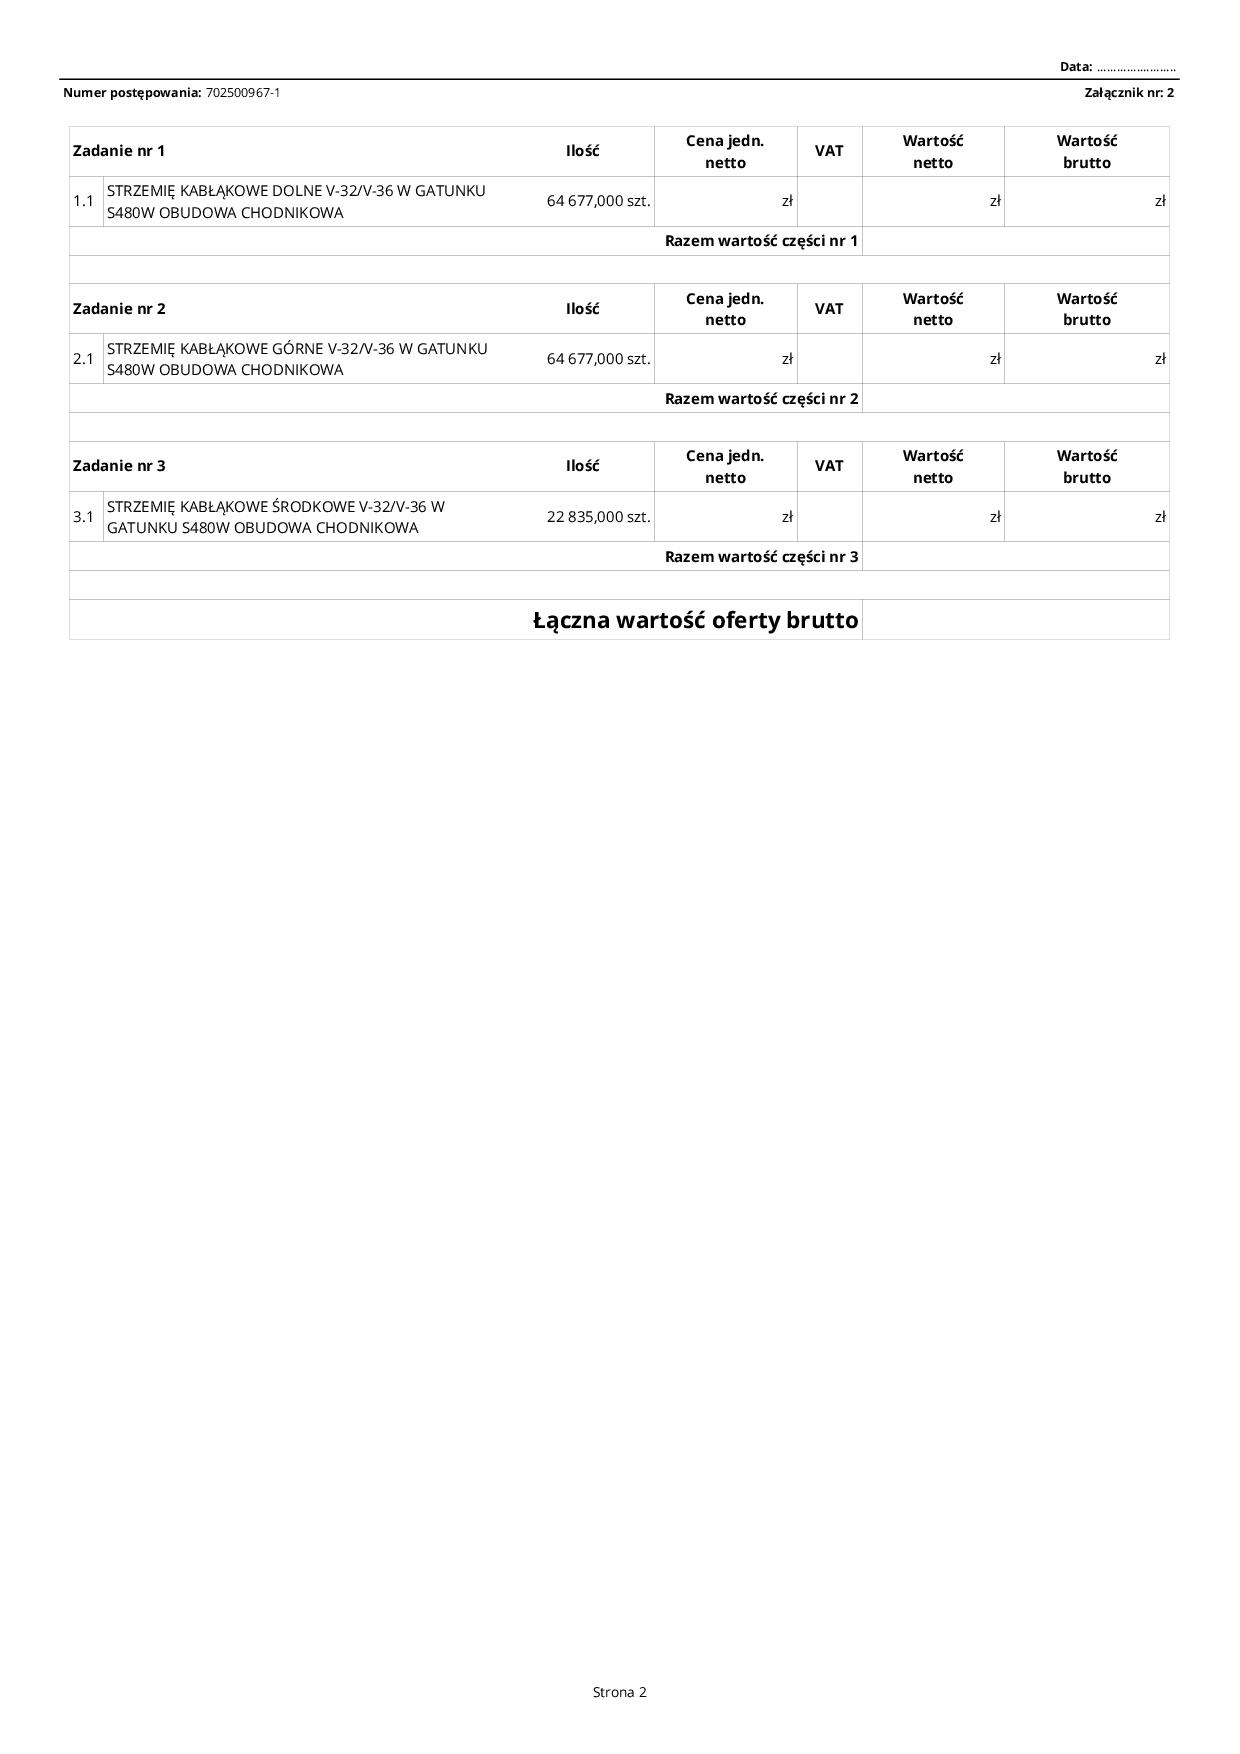 Data: ........................
Numer postępowania: 702500967-1 Załącznik nr: 2
Zadanie nr 1 Ilość Cena jedn. netto VAT Wartość netto Wartość brutto
1.1 STRZEMIĘ KABŁĄKOWE DOLNE V-32/V-36 W GATUNKU
S480W OBUDOWA CHODNIKOWA 64 677,000 szt. zł zł zł
Razem wartość części nr 1
Zadanie nr 2 Ilość Cena jedn. netto VAT Wartość netto Wartość brutto
2.1 STRZEMIĘ KABŁĄKOWE GÓRNE V-32/V-36 W GATUNKU
S480W OBUDOWA CHODNIKOWA 64 677,000 szt. zł zł zł
Razem wartość części nr 2
Zadanie nr 3 Ilość Cena jedn. netto VAT Wartość netto Wartość brutto
3.1 STRZEMIĘ KABŁĄKOWE ŚRODKOWE V-32/V-36 W
GATUNKU S480W OBUDOWA CHODNIKOWA 22 835,000 szt. zł zł zł
Razem wartość części nr 3
Łączna wartość oferty brutto
Strona 2